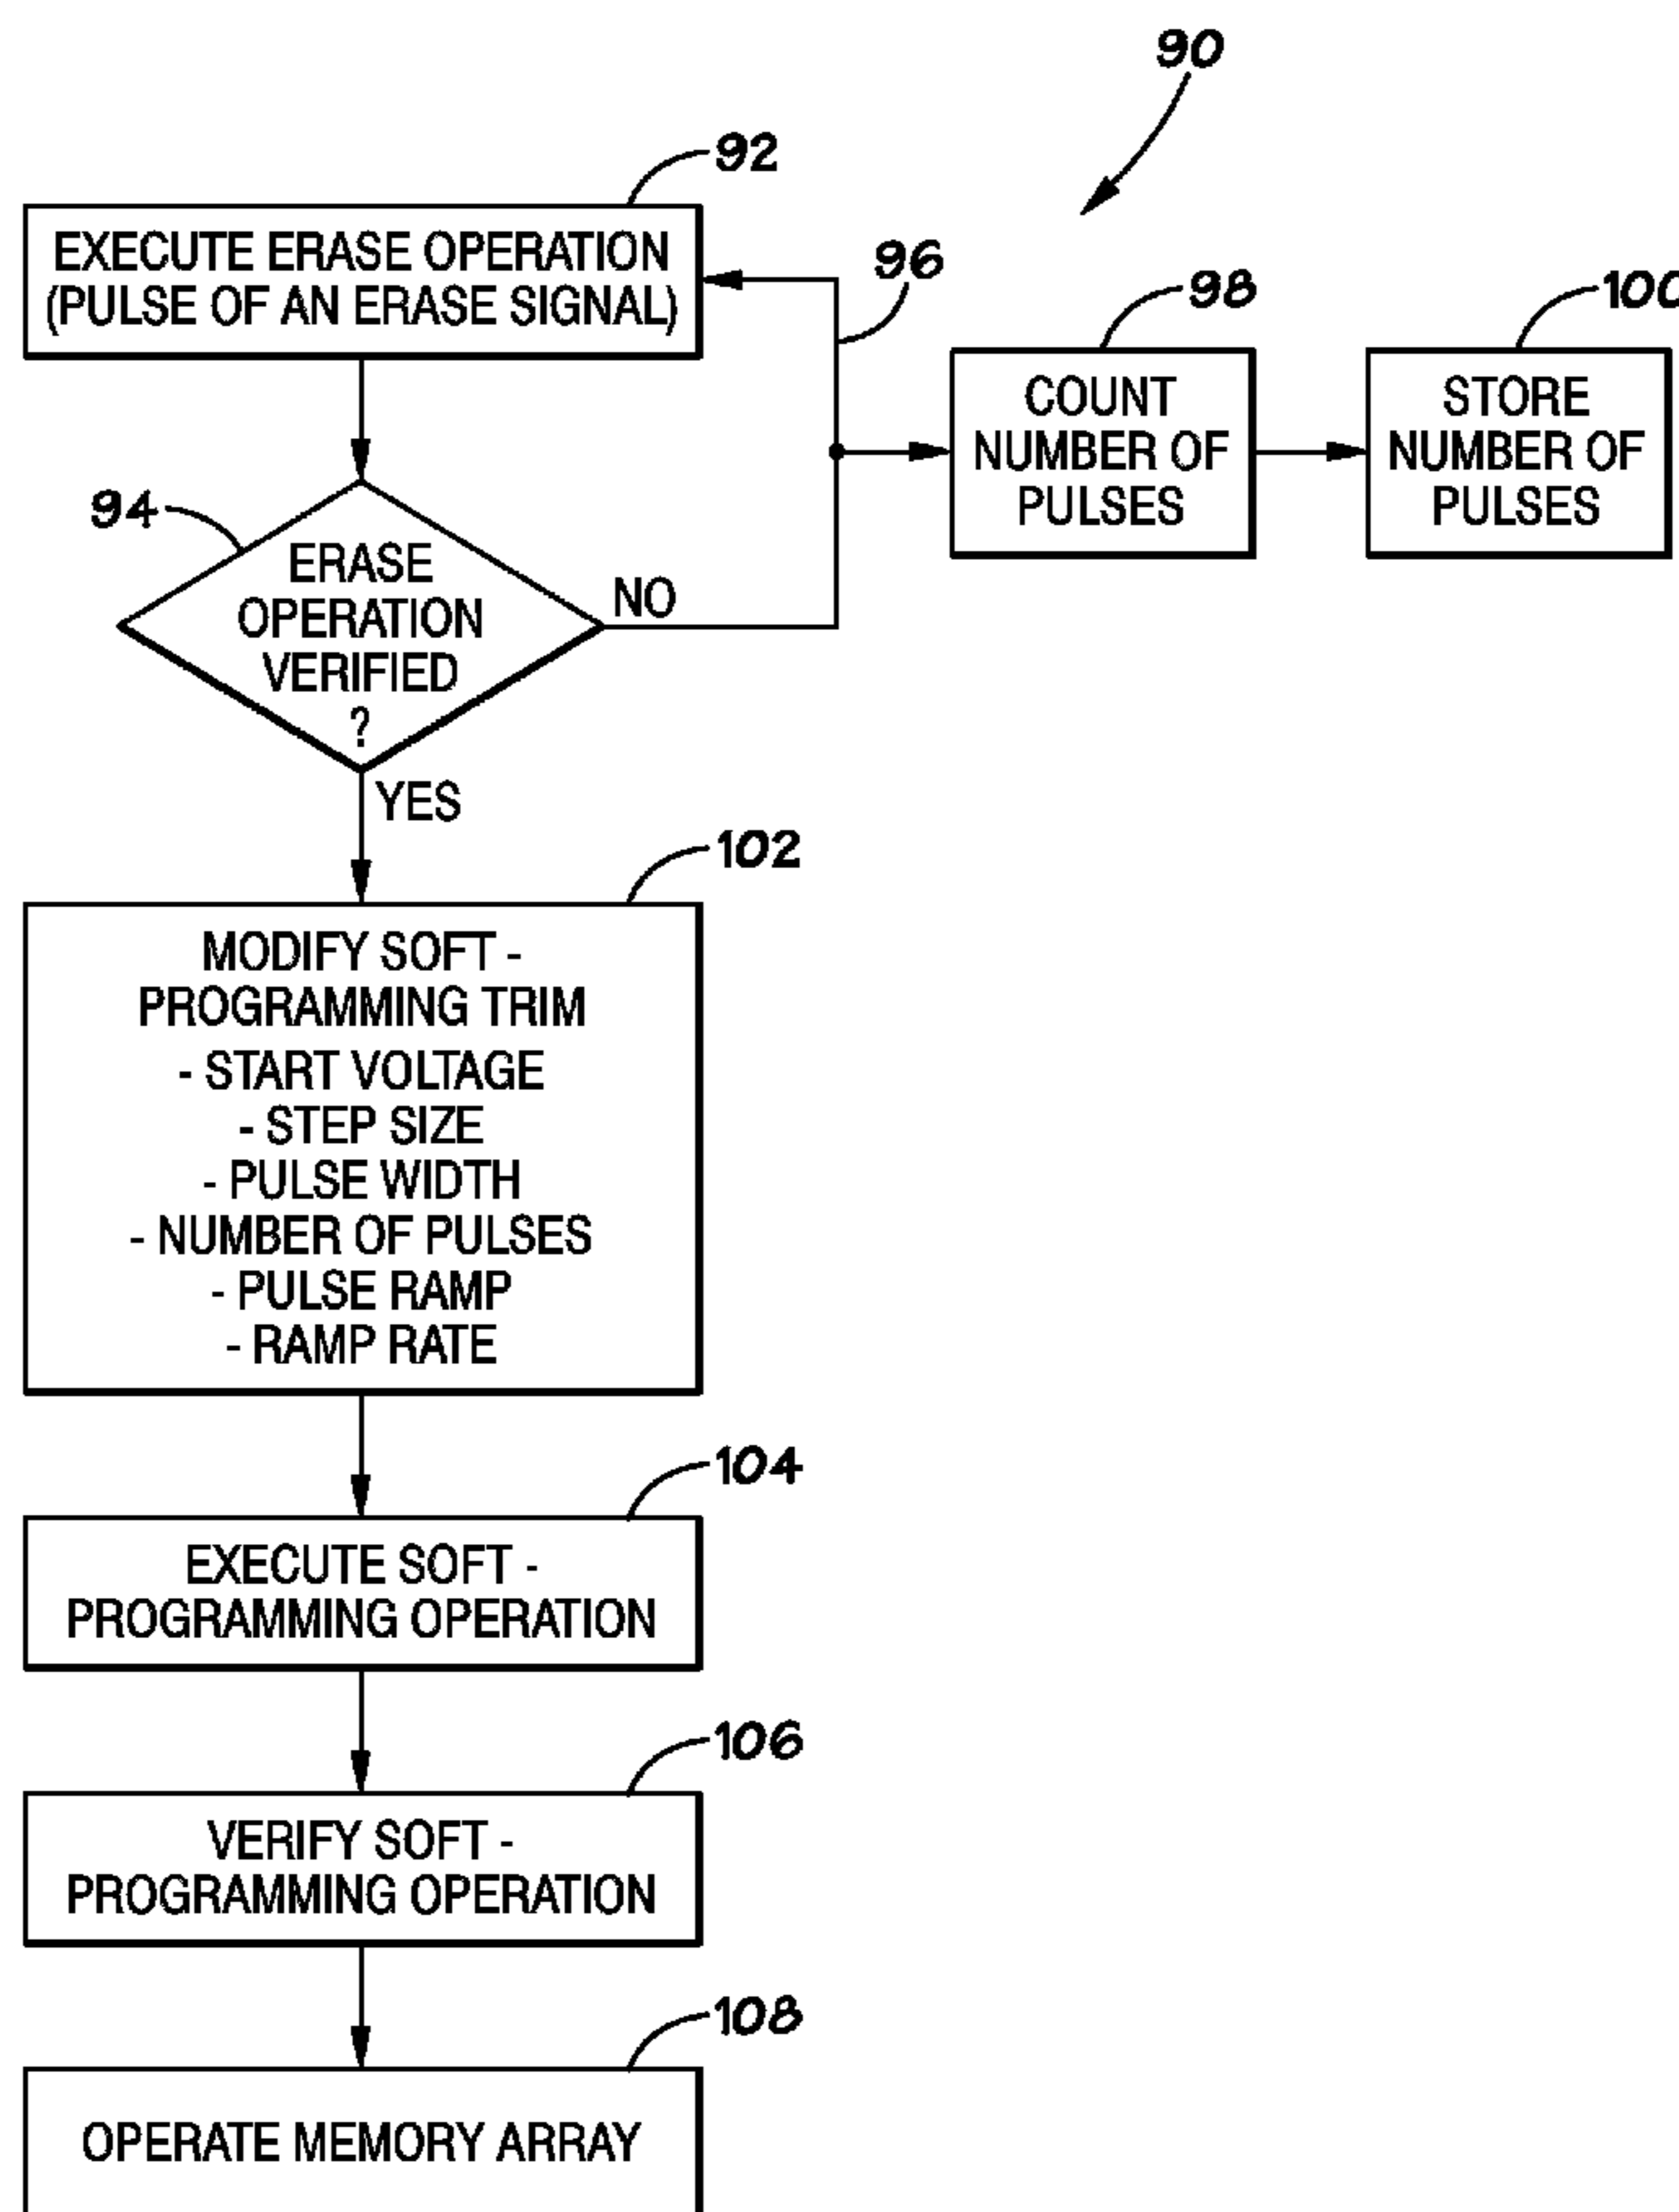 90
92
EXECUTE ERASE OPERATION
(PULSE OF AN ERASE SIGNAL)
96
98
100
COUNT
NUMBER OF
PULSES
STORE
NUMBER OF
PULSES
94
ERASE
OPERATION
VERIFIED
?
NO
YES
102
MODIFY SOFT -
PROGRAMMING TRIM
- START VOLTAGE
- STEP SIZE
- PULSE WIDTH
- NUMBER OF PULSES
- PULSE RAMP
- RAMP RATE
104
EXECUTE SOFT -
PROGRAMMING OPERATION
106
VERIFY SOFT -
PROGRAMMING OPERATION
108
OPERATE MEMORY ARRAY